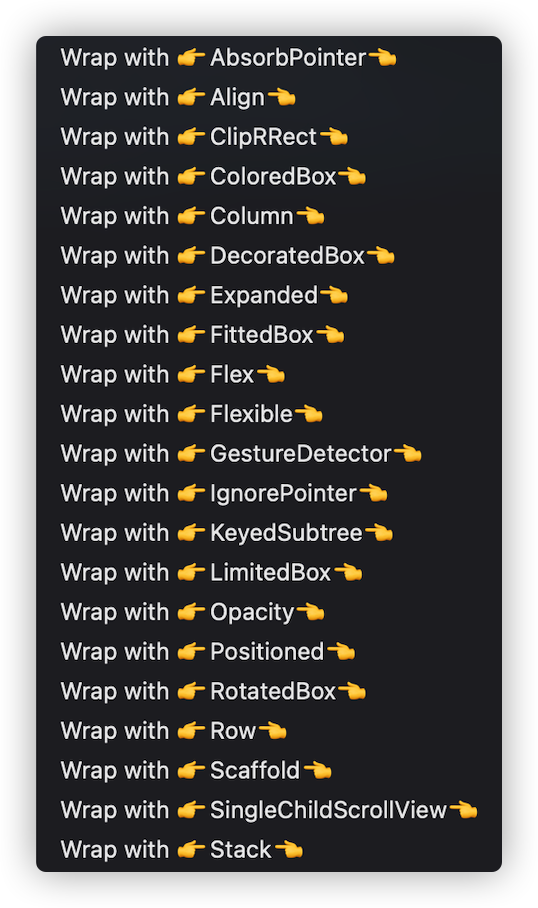 Wrap with 👉AbsorbPointer👈
Wrap with 👉Align👈
Wrap with 👉ClipRRect👈
Wrap with 👉ColoredBox👈
Wrap with 👉Column👈
Wrap with 👉DecoratedBox👈
Wrap with 👉Expanded👈
Wrap with 👉FittedBox👈
Wrap with 👉Flex👈
Wrap with 👉Flexible👈
Wrap with 👉GestureDetector👈
Wrap with 👉IgnorePointer👈
Wrap with 👉KeyedSubtree👈
Wrap with 👉LimitedBox👈
Wrap with 👉Opacity👈
Wrap with 👉Positioned👈
Wrap with 👉RotatedBox👈
Wrap with 👉Row👈
Wrap with 👉Scaffold👈
Wrap with 👉SingleChildScrollView👈
Wrap with 👉Stack👈